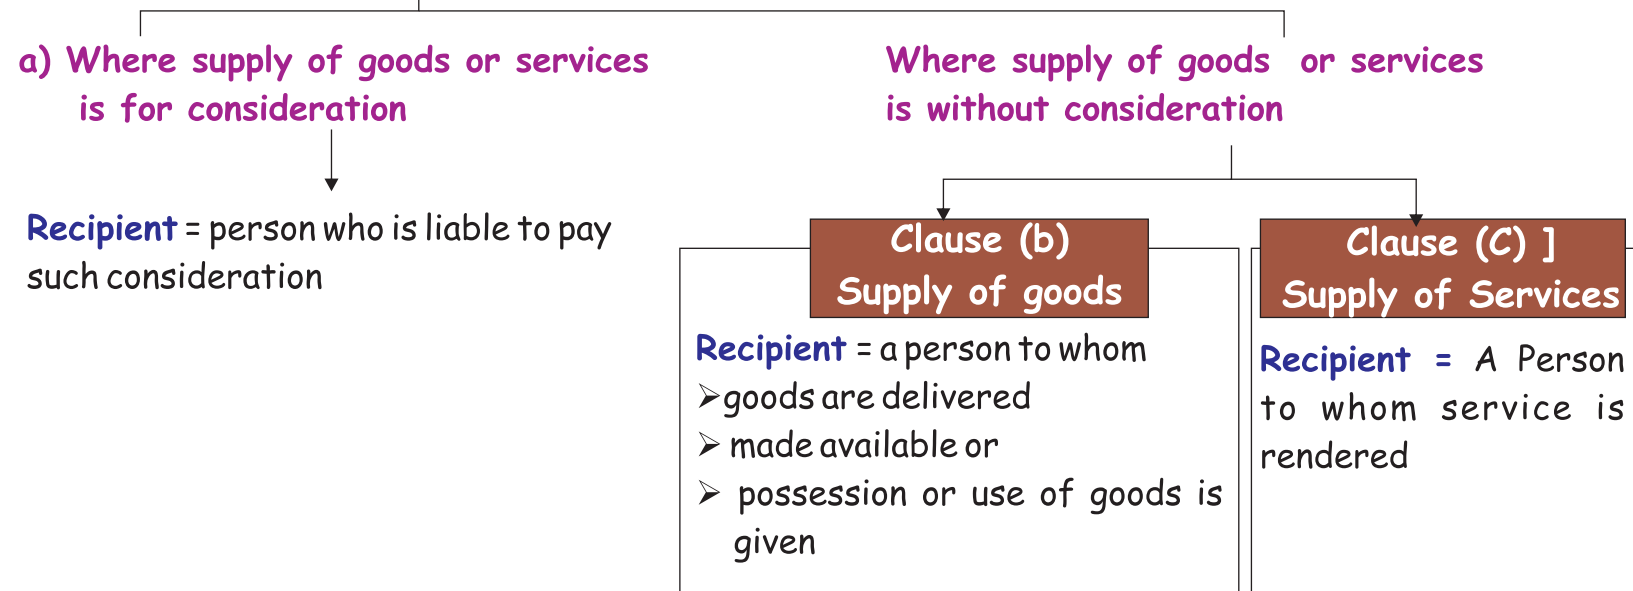 a) Where supply of goods or services
is for consideration
Recipient = person who is liable to pay
such consideration
Where supply of goods or services
is without consideration
Clause (b)
Supply of goods
Recipient = a person to whom
➢goods are delivered
➢ made available or
➢ possession or use of goods is
given
Clause (C) ]
Supply of Services
Recipient = A Person
to whom service is
rendered